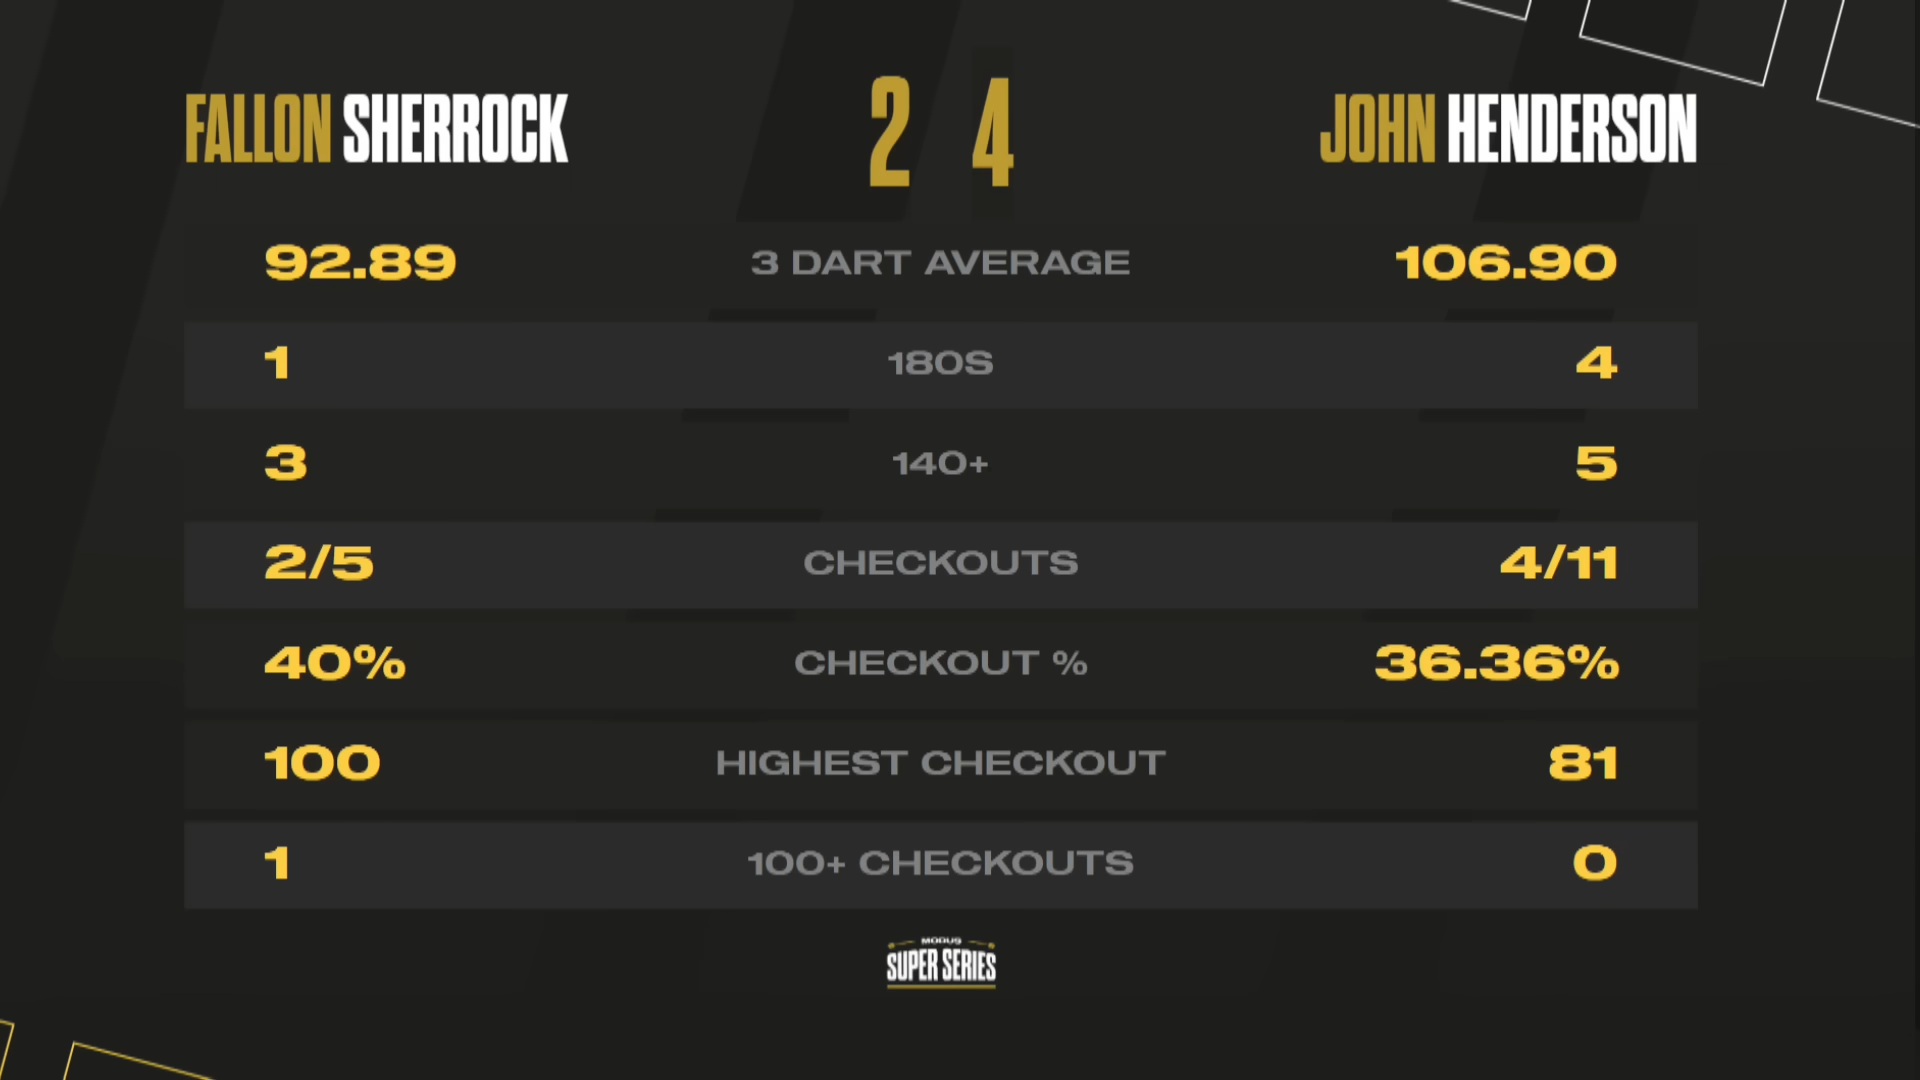 FALLON SHERROCK 2 4 JOHN HENDERSON
92.89 3 DART AVERAGE 106.90
1 180S 4
3 140+ 5
2/5 CHECKOUTS 4/11
40% CHECKOUT % 36.36%
100 HIGHEST CHECKOUT 81
1 100+ CHECKOUTS 0
MODUS
SUPER SERIES